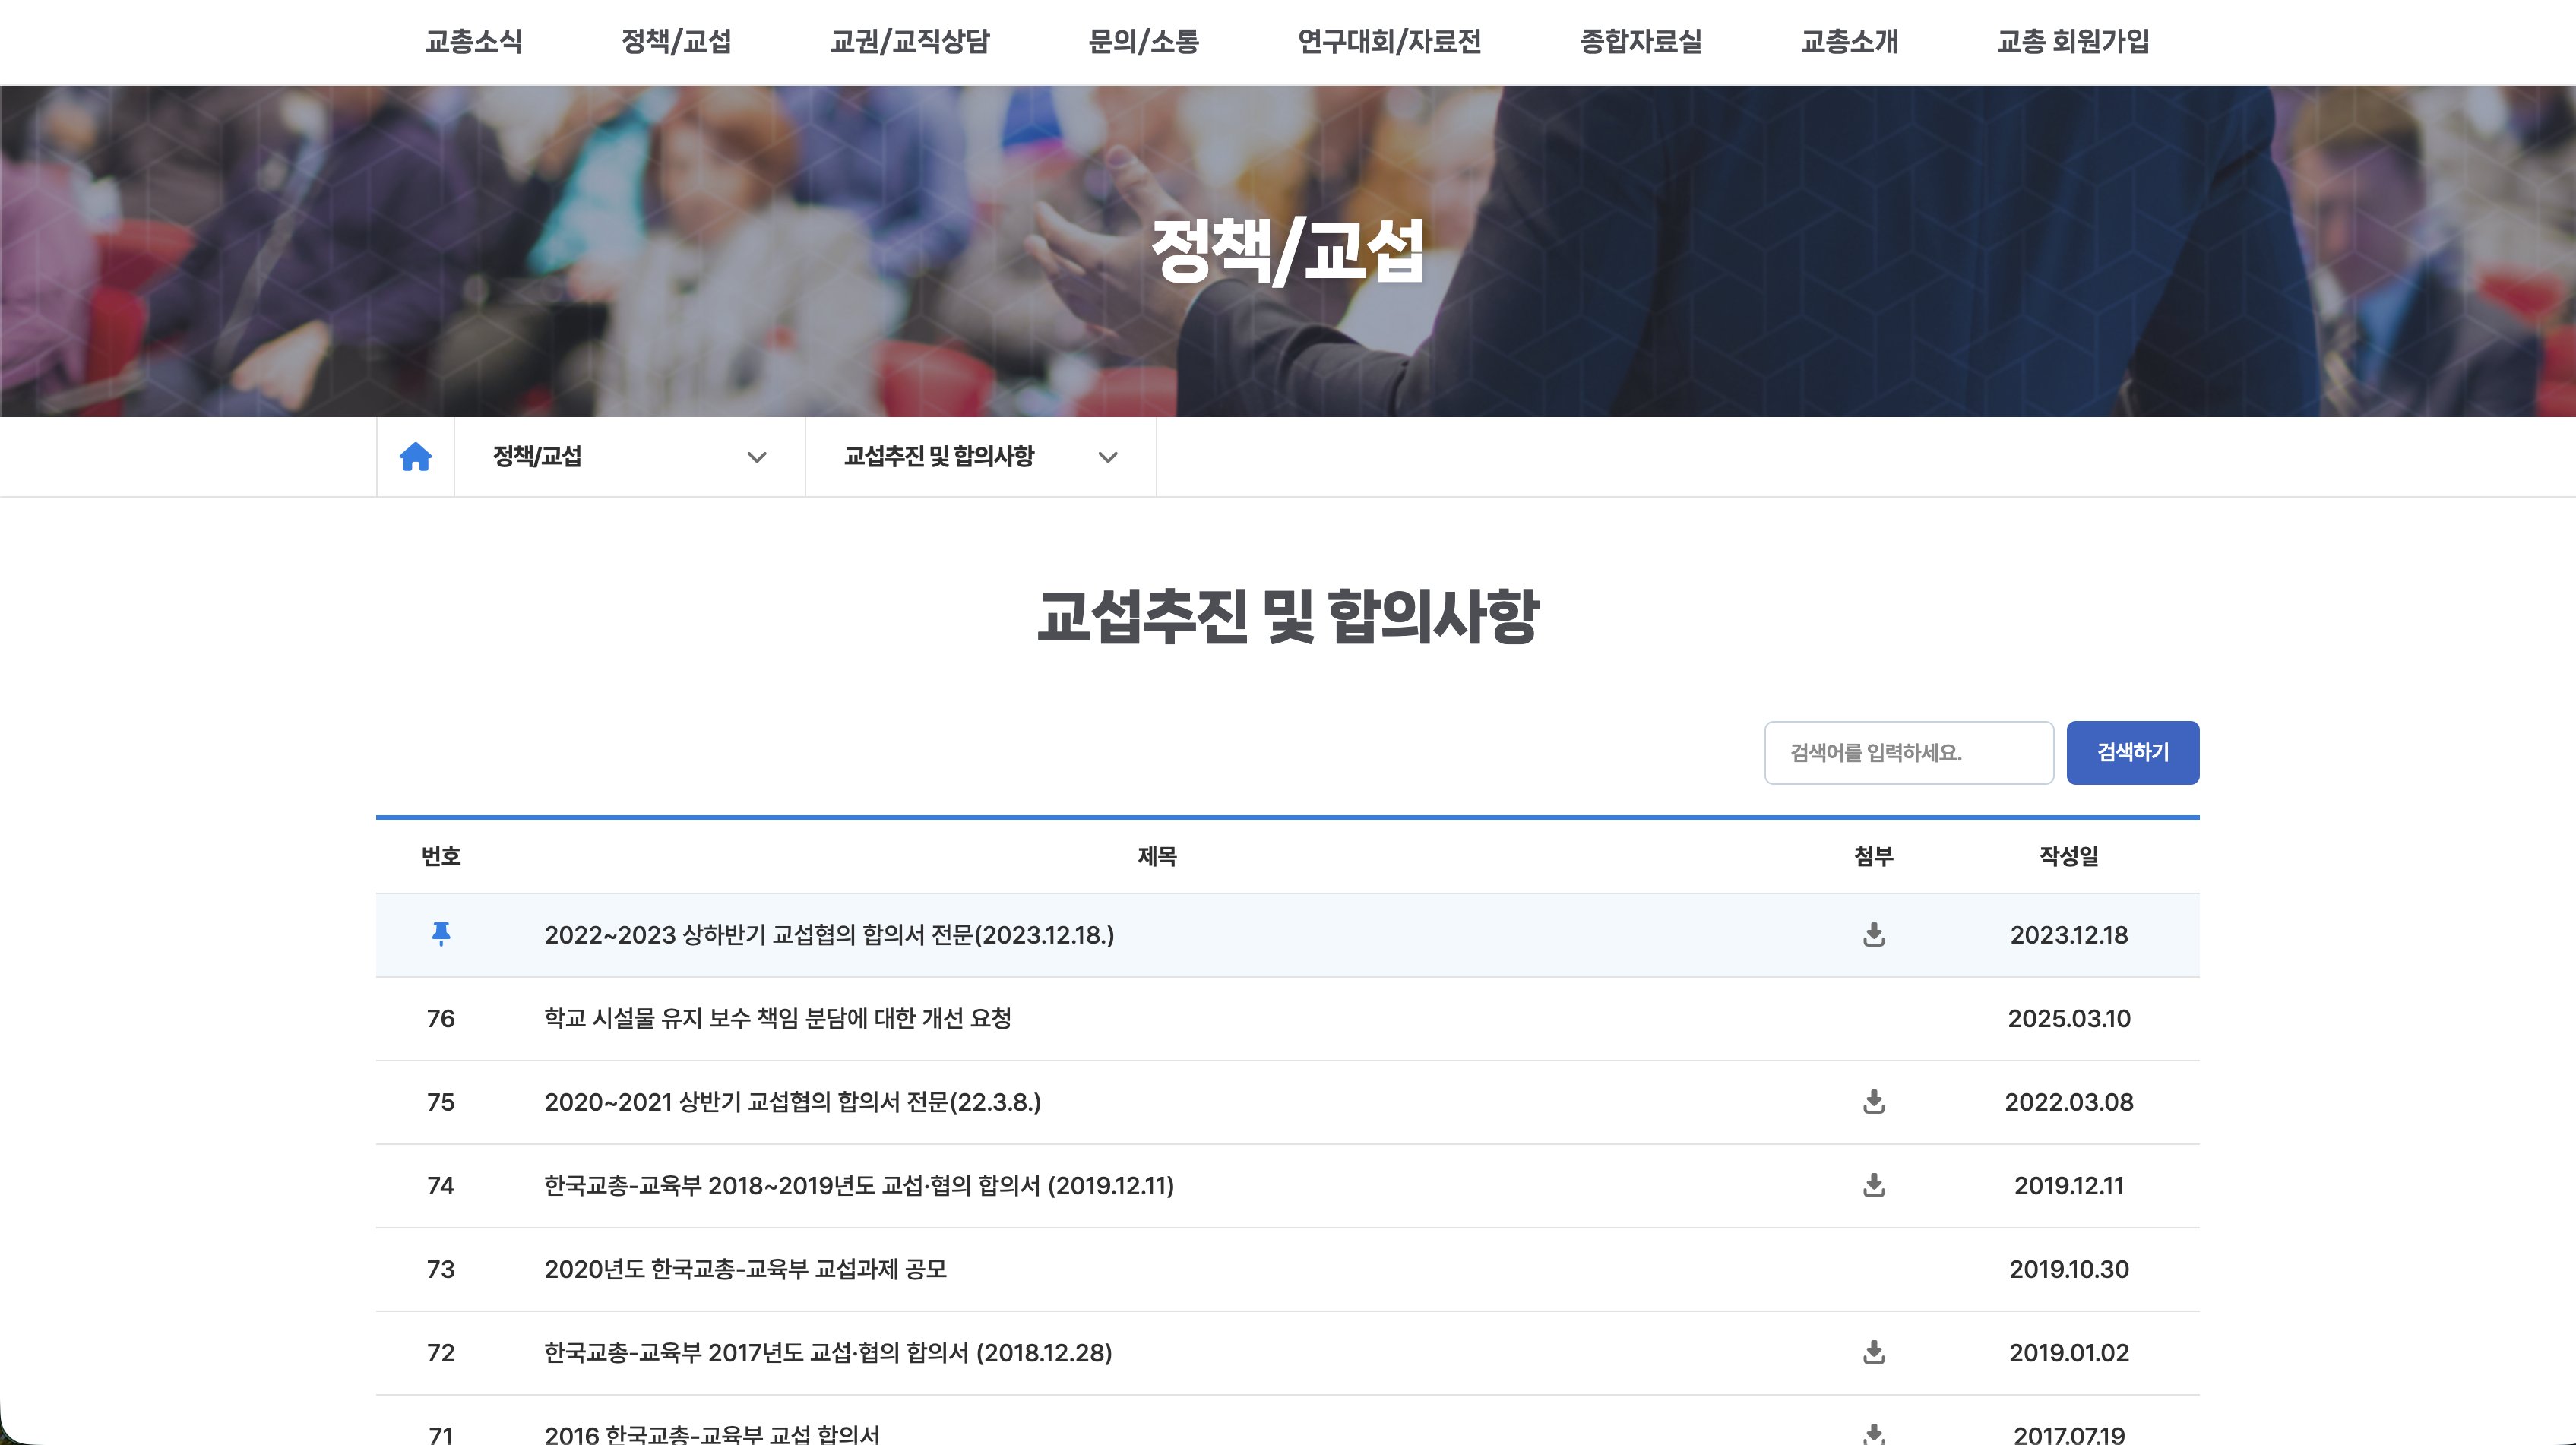 교총소식 정책/교섭 교권/교직상담 문의/소통 연구대회/자료전 종합자료실 교총소개 교총 회원가입
정책/교섭
정책/교섭 교섭추진 및 합의사항
교섭추진 및 합의사항
검색어를 입력하세요. 검색하기
번호 제목 첨부 작성일
2022~2023 상하반기 교섭협의 합의서 전문(2023.12.18.) 2023.12.18
76 학교 시설물 유지 보수 책임 분담에 대한 개선 요청 2025.03.10
75 2020~2021 상반기 교섭협의 합의서 전문(22.3.8.) 2022.03.08
74 한국교총-교육부 2018~2019년도 교섭·협의 합의서 (2019.12.11) 2019.12.11
73 2020년도 한국교총-교육부 교섭과제 공모 2019.10.30
72 한국교총-교육부 2017년도 교섭·협의 합의서 (2018.12.28) 2019.01.02
71 2016 한국교총-교육부 교섭 합의서 2017.07.19